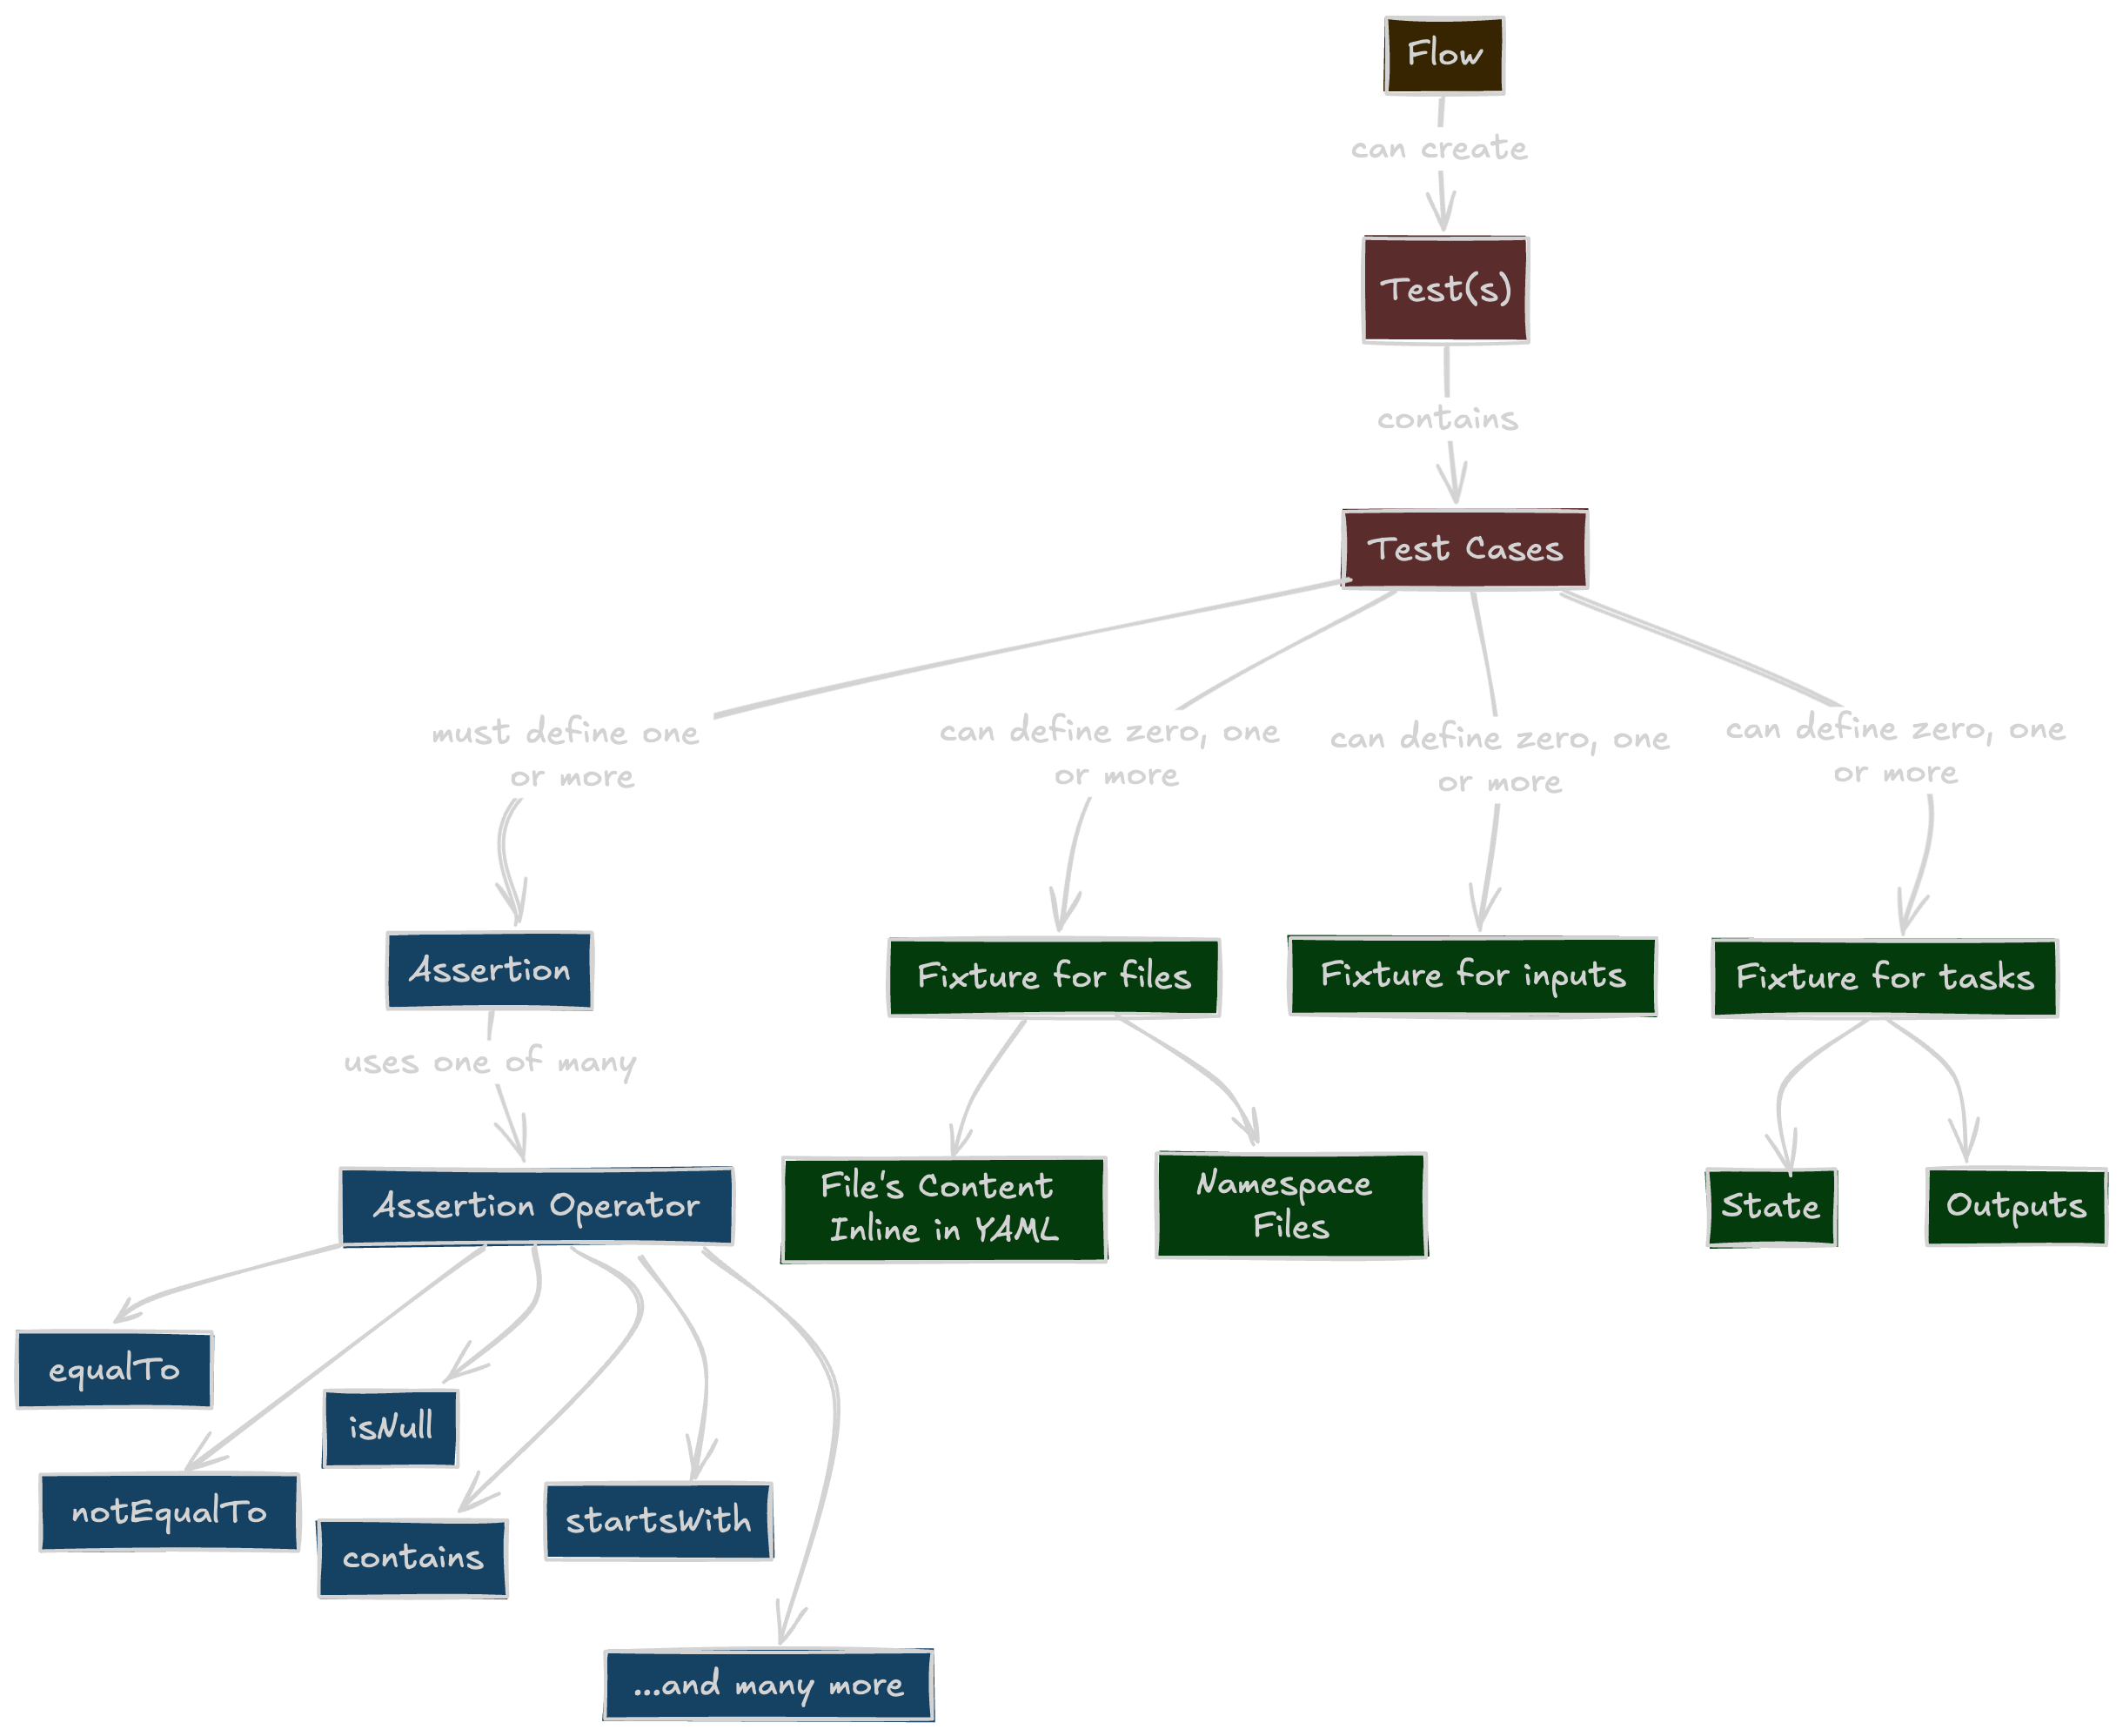 Flow
can create
Test(s)
contains
Test Cases
must define one
or more
can define zero, one
or more
can define zero, one
or more
can define zero, one
or more
Assertion
Fixture for files
Fixture for inputs
Fixture for tasks
uses one of many
Assertion Operator
File's Content
Inline in YAML
Namespace
Files
State
Outputs
equalTo
isNull
notEqualTo
startsWith
contains
...and many more